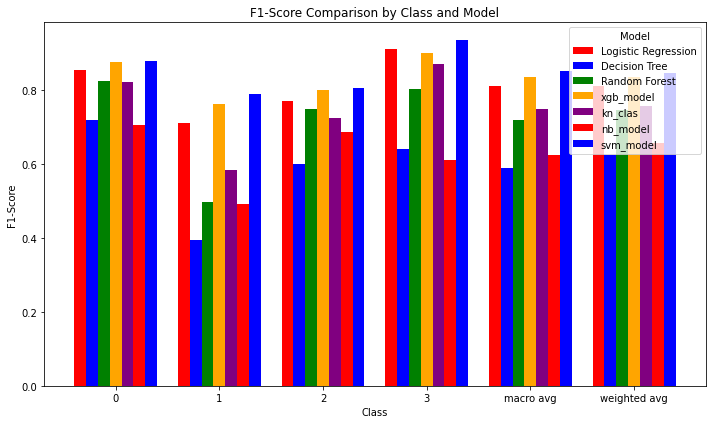 F1-Score Comparison by Class and Model
Model
Logistic Regression
Decision Tree
Random Forest
xgb_model
kn_clas
nb_model
svm_model
F1-Score
0.8
0.6
0.4
0.2
0.0
0
1
2
3
macro avg
weighted avg
Class